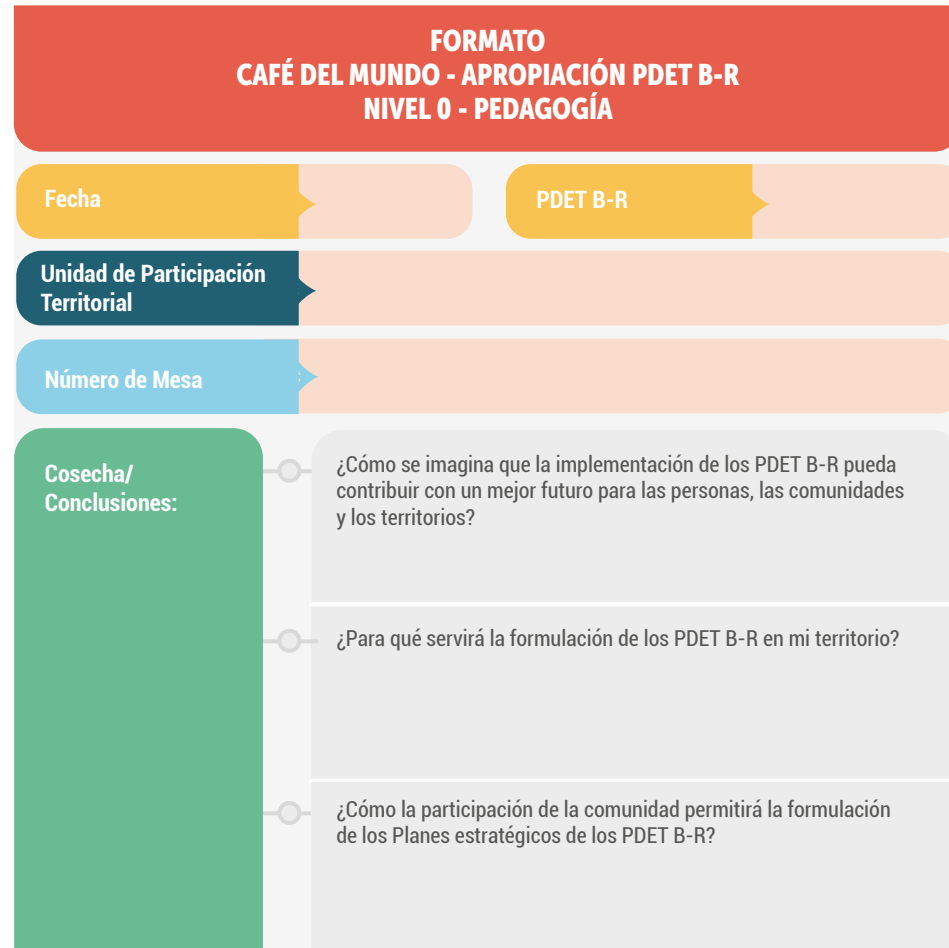 FORMATO
CAFÉ DEL MUNDO - APROPIACIÓN PDET B-R
NIVEL 0 - PEDAGOGÍA
Fecha
PDET B-R
Unidad de Participación
Territorial
Número de Mesa
Cosecha/
Conclusiones:
¿Cómo se imagina que la implementación de los PDET B-R pueda
contribuir con un mejor futuro para las personas, las comunidades
y los territorios?
¿Para qué servirá la formulación de los PDET B-R en mi territorio?
¿Cómo la participación de la comunidad permitirá la formulación
de los Planes estratégicos de los PDET B-R?